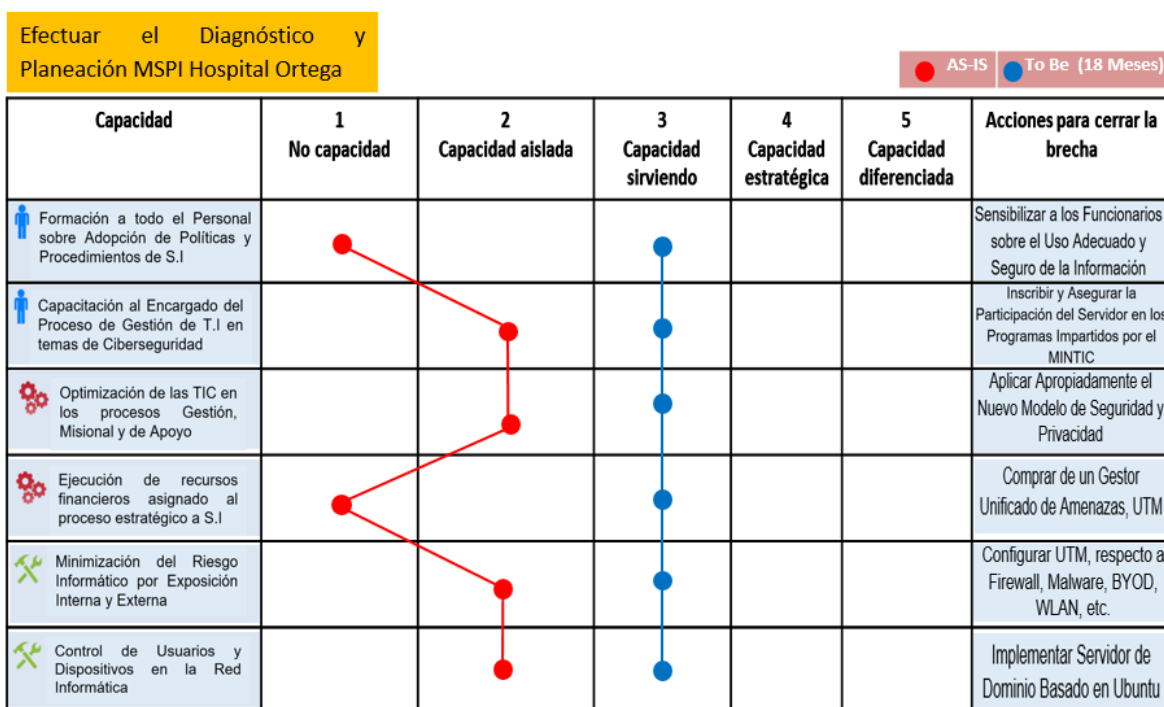 Efectuar el Diagnóstico y
Planeación MSPI Hospital Ortega
AS-IS
To Be (18 Meses)
Capacidad
1
No capacidad
2
Capacidad aislada
3
Capacidad
sirviendo
4
Capacidad
estratégica
5
Capacidad
diferenciada
Acciones para cerrar la
brecha
Formación a todo el Personal
sobre Adopción de Políticas y
Procedimientos de S.I
Sensibilizar a los Funcionarios
sobre el Uso Adecuado y
Seguro de la Información
Capacitación al Encargado del
Proceso de Gestión de T.I en
temas de Ciberseguridad
Inscribir y Asegurar la
Participación del Servidor en los
Programas Impartidos por el
MINTIC
Optimización de las TIC en
los procesos Gestión,
Misional y de Apoyo
Aplicar Apropiadamente el
Nuevo Modelo de Seguridad y
Privacidad
Ejecución de recursos
financieros asignado al
proceso estratégico a S.I
Comprar de un Gestor
Unificado de Amenazas, UTM
Minimización del Riesgo
Informático por Exposición
Interna y Externa
Configurar UTM, respecto a
Firewall, Malware, BYOD,
WLAN, etc.
Control de Usuarios y
Dispositivos en la Red
Informática
Implementar Servidor de
Dominio Basado en Ubuntu